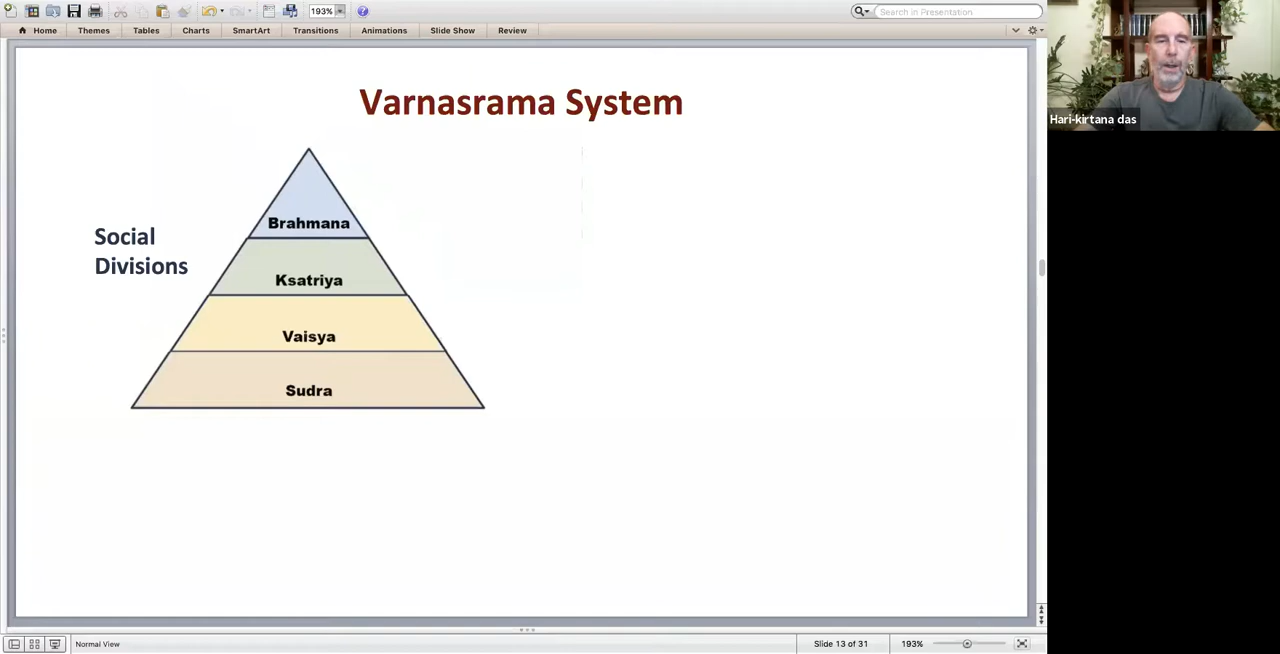 193%
Search in Presentation
Home Themes Tables Charts SmartArt Transitions Animations Slide Show Review
Varnasrama System
Brahmana
Social
Divisions
Ksatriya
Vaisya
Sudra
Hari-kirtana das
Normal View
Slide 13 of 31
193%